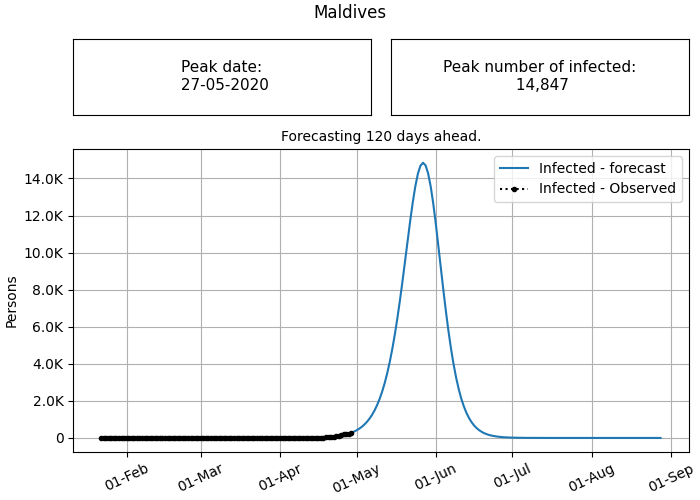 Maldives
Peak date:
27-05-2020
Peak number of infected:
14,847
Forecasting 120 days ahead.
Infected - forecast
Infected - Observed
14.0K
12.0K
10.0K
8.0K
6.0K
4.0K
2.0K
0
Persons
01-Feb
01-Mar
01-Apr
01-May
01-Jun
01-Jul
01-Aug
01-Sep